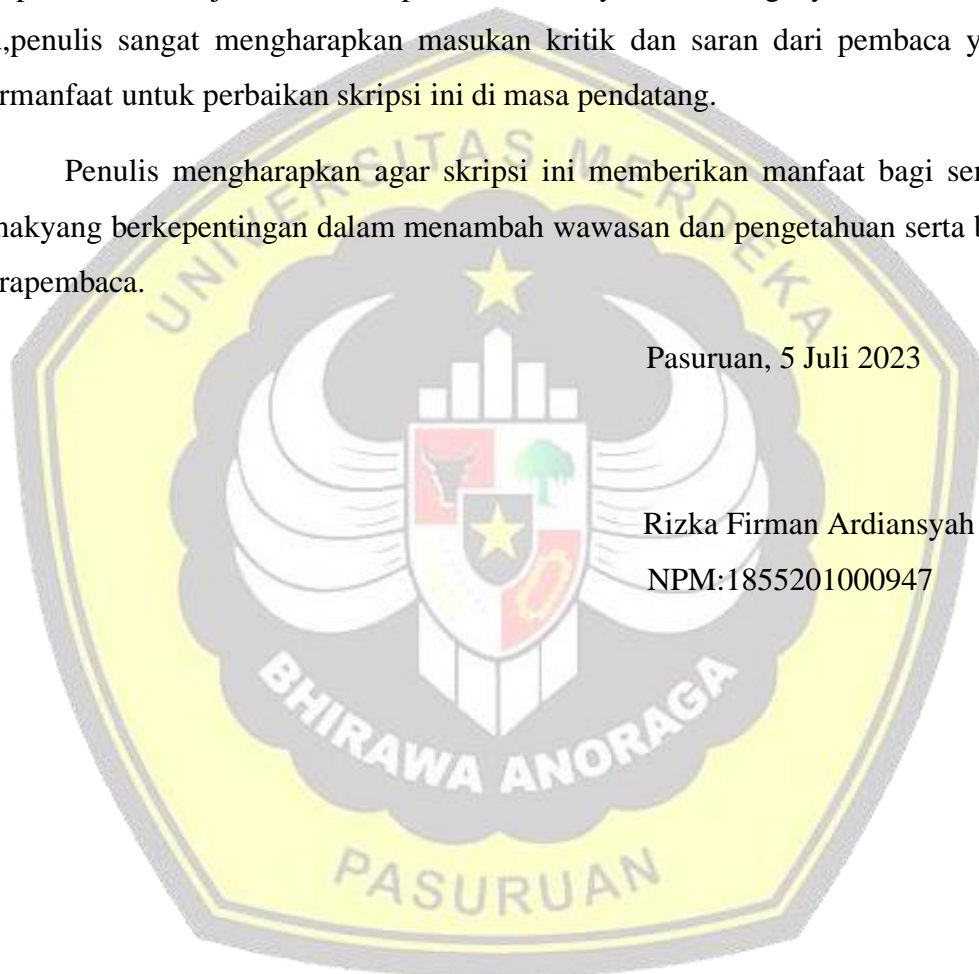 ,penulis sangat mengharapkan masukan kritik dan saran dari pembaca y
rmanfaat untuk perbaikan skripsi ini di masa pendatang.
Penulis mengharapkan agar skripsi ini memberikan manfaat bagi ser
nakyang berkepentingan dalam menambah wawasan dan pengetahuan serta b
rapembaca.
UNIVERSITAS MERDEKA
Pasuruan, 5 Juli 2023
Rizka Firman Ardiansyah
NPM:1855201000947
BHIRAWA ANORAGA
PASURUAN